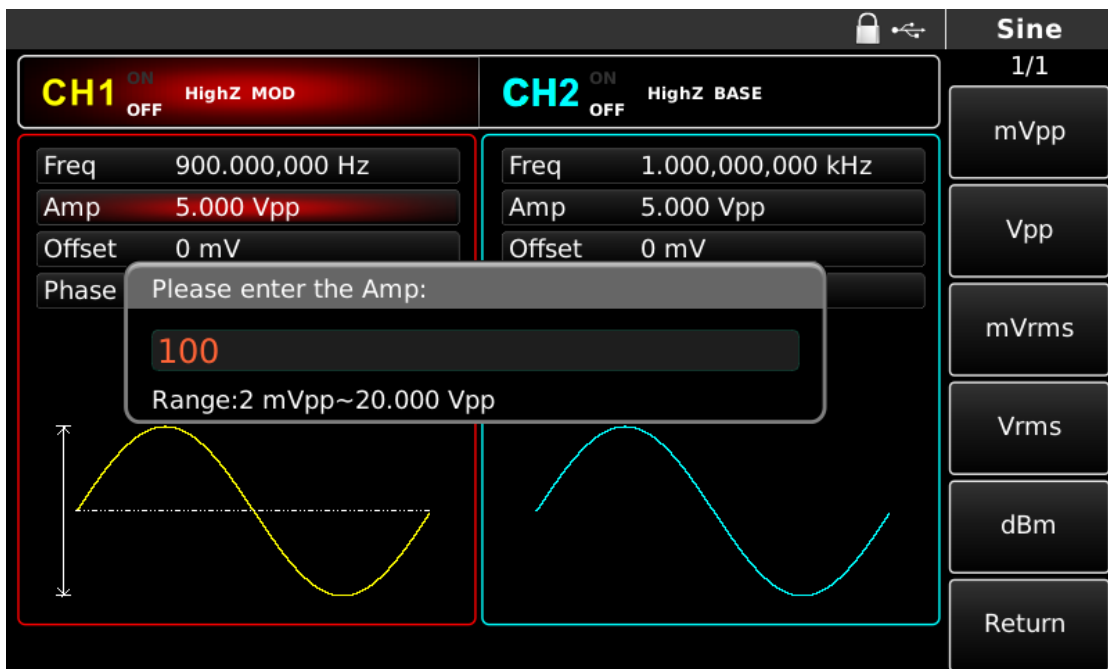 Sine
1/1
CH1 ON OFF HighZ MOD
CH2 ON OFF HighZ BASE
Freq 900.000,000 Hz
Amp 5.000 Vpp
Offset 0 mV
Phase
Freq 1.000,000,000 kHz
Amp 5.000 Vpp
Offset 0 mV
Please enter the Amp:
100
Range:2 mVpp~20.000 Vpp
mVpp
Vpp
mVrms
Vrms
dBm
Return